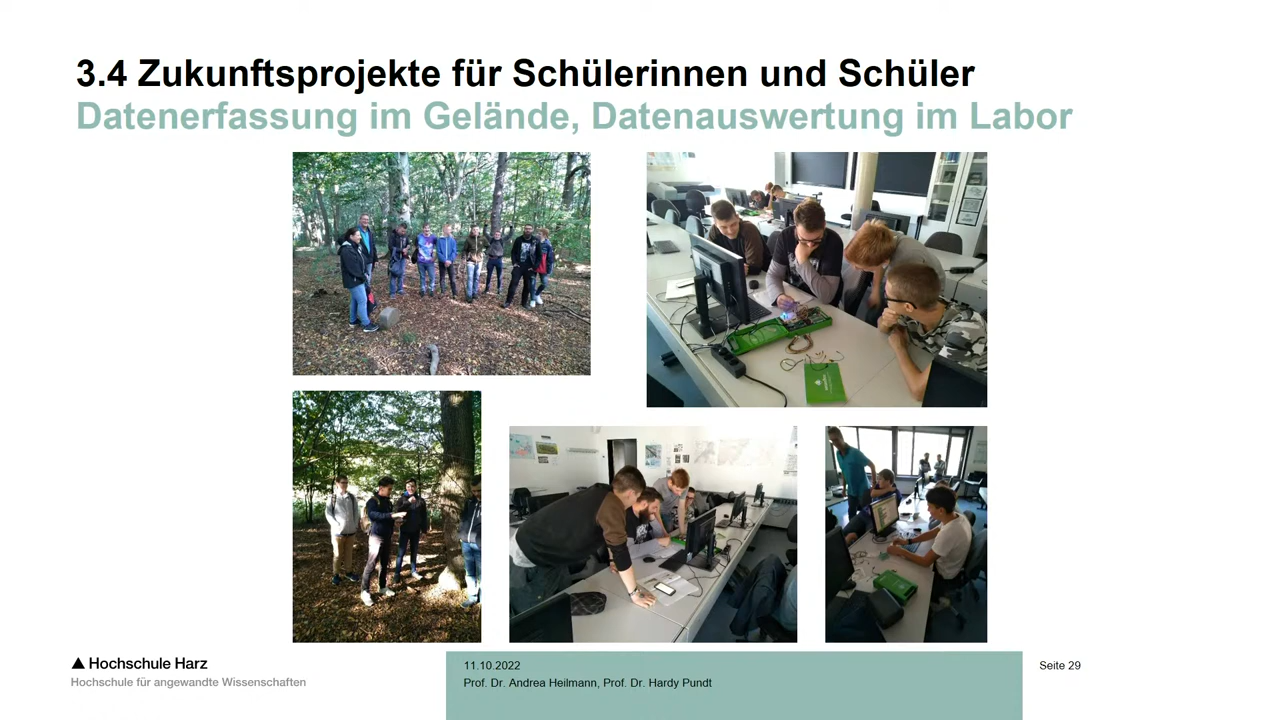 3.4 Zukunftsprojekte für Schülerinnen und Schüler
Datenerfassung im Gelände, Datenauswertung im Labor
Hochschule Harz
Hochschule für angewandte Wissenschaften
11.10.2022
Prof. Dr. Andrea Heilmann, Prof. Dr. Hardy Pundt
Seite 29